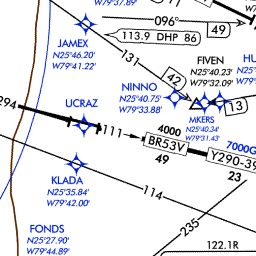 W79°37.89'
096°
49
113.9 DHP 86
JAMEX
N25°46.20'
W79°41.22'
131
42
FIVEN
N25°40.23'
W79°32.09'
HU
NINNO
N25°40.75'
W79°33.88'
13
MKERS
N25°40.34'
W79°31.43'
294
UCRAZ
111
4000
BR53V
49
7000G
Y290-39
23
KLADA
N25°35.84'
W79°42.00'
114
235
FONDS
N25°27.90'
W79°44.89'
122.1R